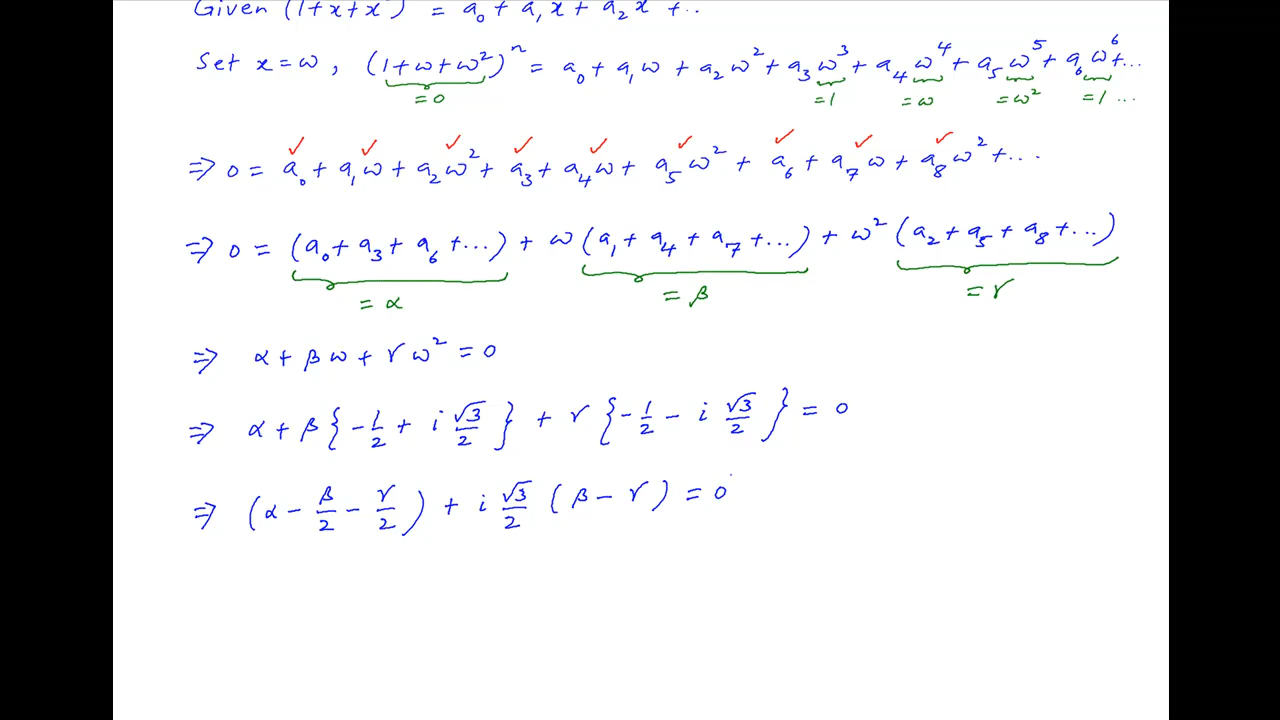 Given (1+x+x ) = a₀ + a₁x + a₂x + ..
Set x=ω, (1+ω+ω²)ⁿ = a₀ + a₁ω + a₂ω² + a₃ω³ + a₄ω⁴ + a₅ω⁵ + a₆ω⁶+...
=0 =1 =ω =ω² =1 ...
✓ ✓ ✓ ✓ ✓ ✓ ✓ ✓ ✓
⇒ 0 = a₀ + a₁ω + a₂ω² + a₃ + a₄ω + a₅ω² + a₆ + a₇ω + a₈ω² + ....
⇒ 0 = (a₀ + a₃ + a₆ + ...) + ω (a₁ + a₄ + a₇ + ...) + ω² (a₂ + a₅ + a₈ + ...)
= α = β = γ
⇒ α + βω + γω² = 0
⇒ α + β {-1/2 + i √3/2} + γ {-1/2 - i √3/2} = 0
⇒ (α - β/2 - γ/2) + i √3/2 (β - γ) = 0